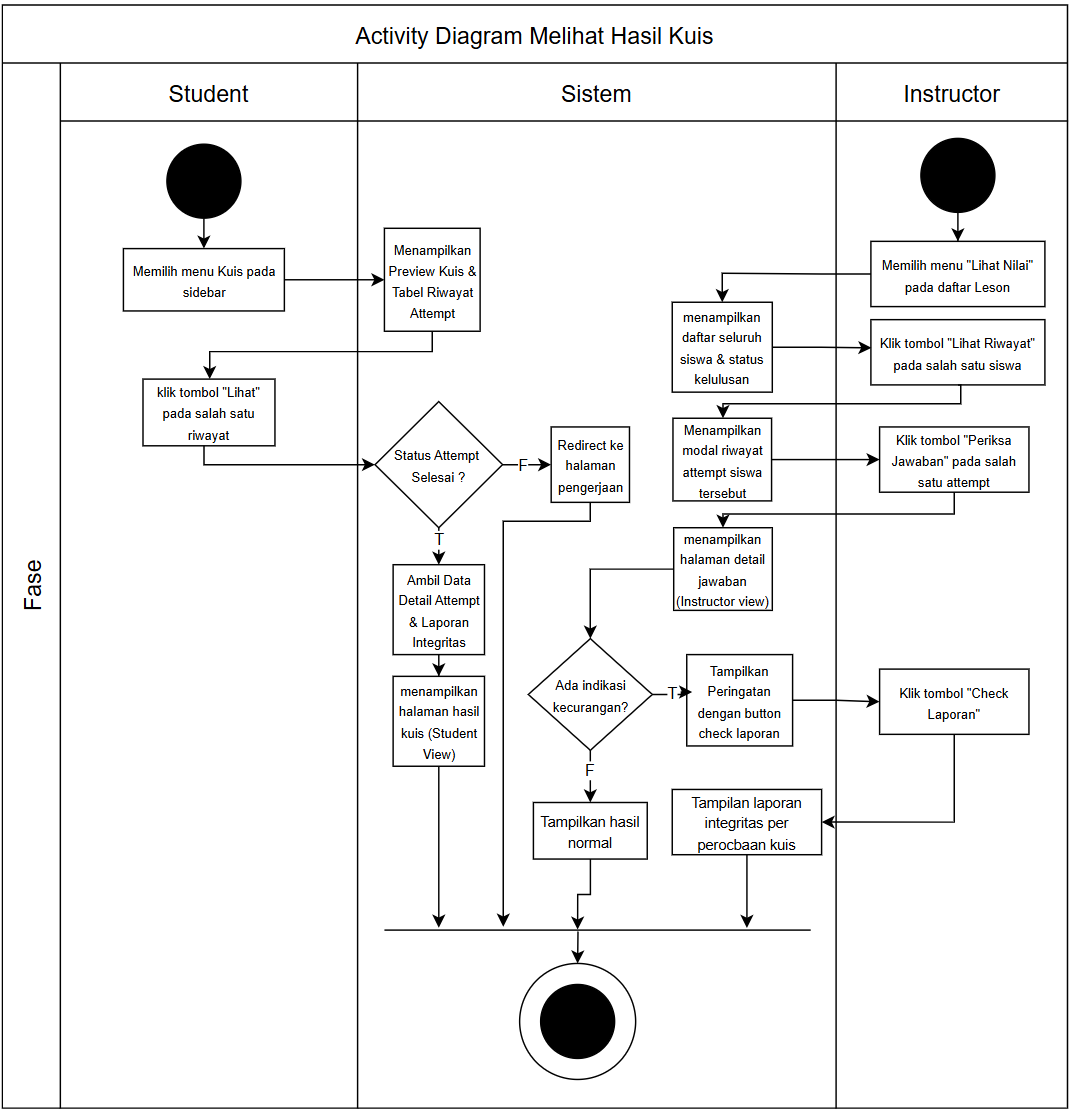 Activity Diagram Melihat Hasil Kuis
Fase
Student
Sistem
Instructor
Memilih menu Kuis pada
sidebar
Menampilkan
Preview Kuis &
Tabel Riwayat
Attempt
klik tombol "Lihat"
pada salah satu
riwayat
Status Attempt
Selesai ?
F
Redirect ke
halaman
pengerjaan
T
Ambil Data
Detail Attempt
& Laporan
Integritas
menampilkan
halaman hasil
kuis (Student
View)
Memilih menu "Lihat Nilai"
pada daftar Leson
menampilkan
daftar seluruh
siswa & status
kelulusan
Klik tombol "Lihat Riwayat"
pada salah satu siswa
Menampilkan
modal riwayat
attempt siswa
tersebut
Klik tombol "Periksa
Jawaban" pada salah
satu attempt
menampilkan
halaman detail
jawaban
(Instructor view)
Ada indikasi
kecurangan?
T
Tampilkan
Peringatan
dengan button
check laporan
Klik tombol "Check
Laporan"
F
Tampilkan hasil
normal
Tampilan laporan
integritas per
perocbaan kuis